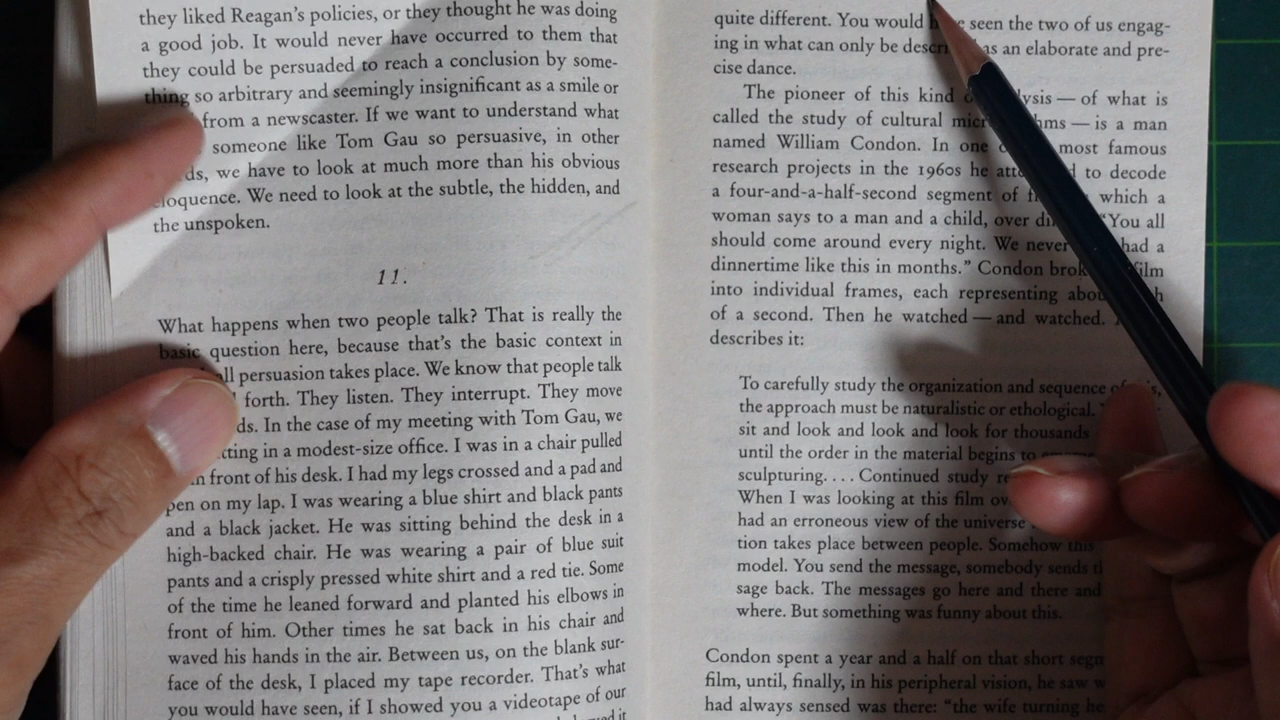 they liked Reagan's policies, or they thought he was doing
a good job. It would never have occurred to them that
they could be persuaded to reach a conclusion by some-
thing so arbitrary and seemingly insignificant as a smile or
from a newscaster. If we want to understand what
someone like Tom Gau so persuasive, in other
ds, we have to look at much more than his obvious
eloquence. We need to look at the subtle, the hidden, and
the unspoken.
11.
What happens when two people talk? That is really the
basic question here, because that's the basic context in
all persuasion takes place. We know that people talk
forth. They listen. They interrupt. They move
ds. In the case of my meeting with Tom Gau, we
tting in a modest-size office. I was in a chair pulled
in front of his desk. I had my legs crossed and a pad and
pen on my lap. I was wearing a blue shirt and black pants
and a black jacket. He was sitting behind the desk in a
high-backed chair. He was wearing a pair of blue suit
pants and a crisply pressed white shirt and a red tie. Some
of the time he leaned forward and planted his elbows in
front of him. Other times he sat back in his chair and
waved his hands in the air. Between us, on the blank sur-
face of the desk, I placed my tape recorder. That's what
you would have seen, if I showed you a videotape of our
quite different. You would have seen the two of us engag-
ing in what can only be described as an elaborate and pre-
cise dance.
The pioneer of this kind of analysis — of what is
called the study of cultural microrhythms — is a man
named William Condon. In one of his most famous
research projects in the 1960s he attempted to decode
a four-and-a-half-second segment of film, in which a
woman says to a man and a child, over dinner: "You all
should come around every night. We never have had a
dinnertime like this in months." Condon broke the film
into individual frames, each representing about
of a second. Then he watched — and watched.
describes it:
To carefully study the organization and sequence of this,
the approach must be naturalistic or ethological.
sit and look and look and look for thousands
until the order in the material begins to emerge
sculpturing. . . . Continued study
When I was looking at this film
had an erroneous view of the universe
tion takes place between people. Somehow this
model. You send the message, somebody sends
sage back. The messages go here and there and
where. But something was funny about this.
Condon spent a year and a half on that short
film, until, finally, in his peripheral vision, he saw
had always sensed was there: "the wife turning